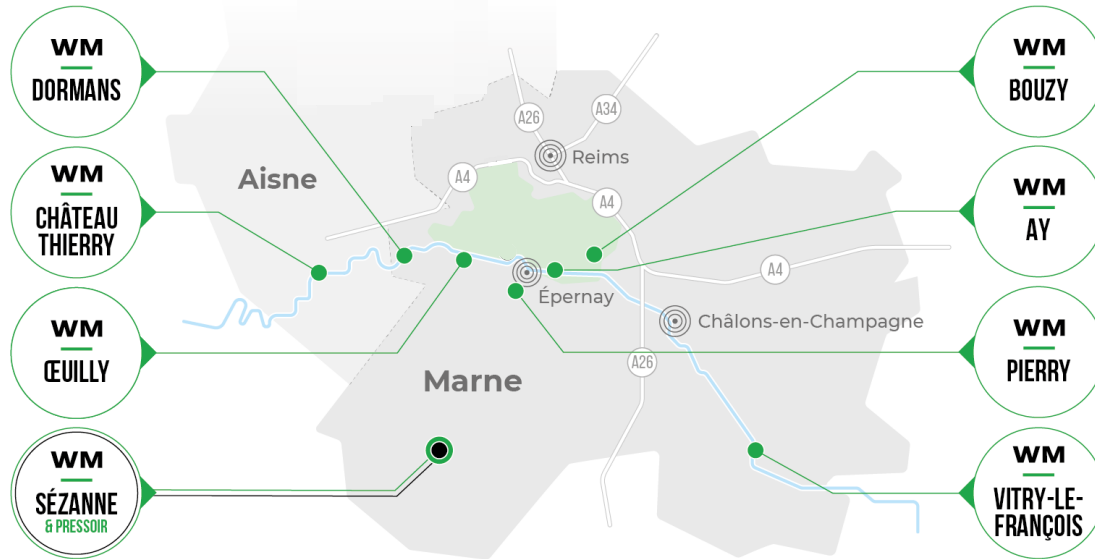 WM
DORMANS
WM
CHÂTEAU
THIERRY
WM
ŒUILLY
WM
SÉZANNE
& PRESSOIR
Aisne
Marne
A26
A34
Reims
A4
A4
A4
Épernay
Châlons-en-Champagne
A26
WM
BOUZY
WM
AY
WM
PIERRY
WM
VITRY-LE-
FRANÇOIS